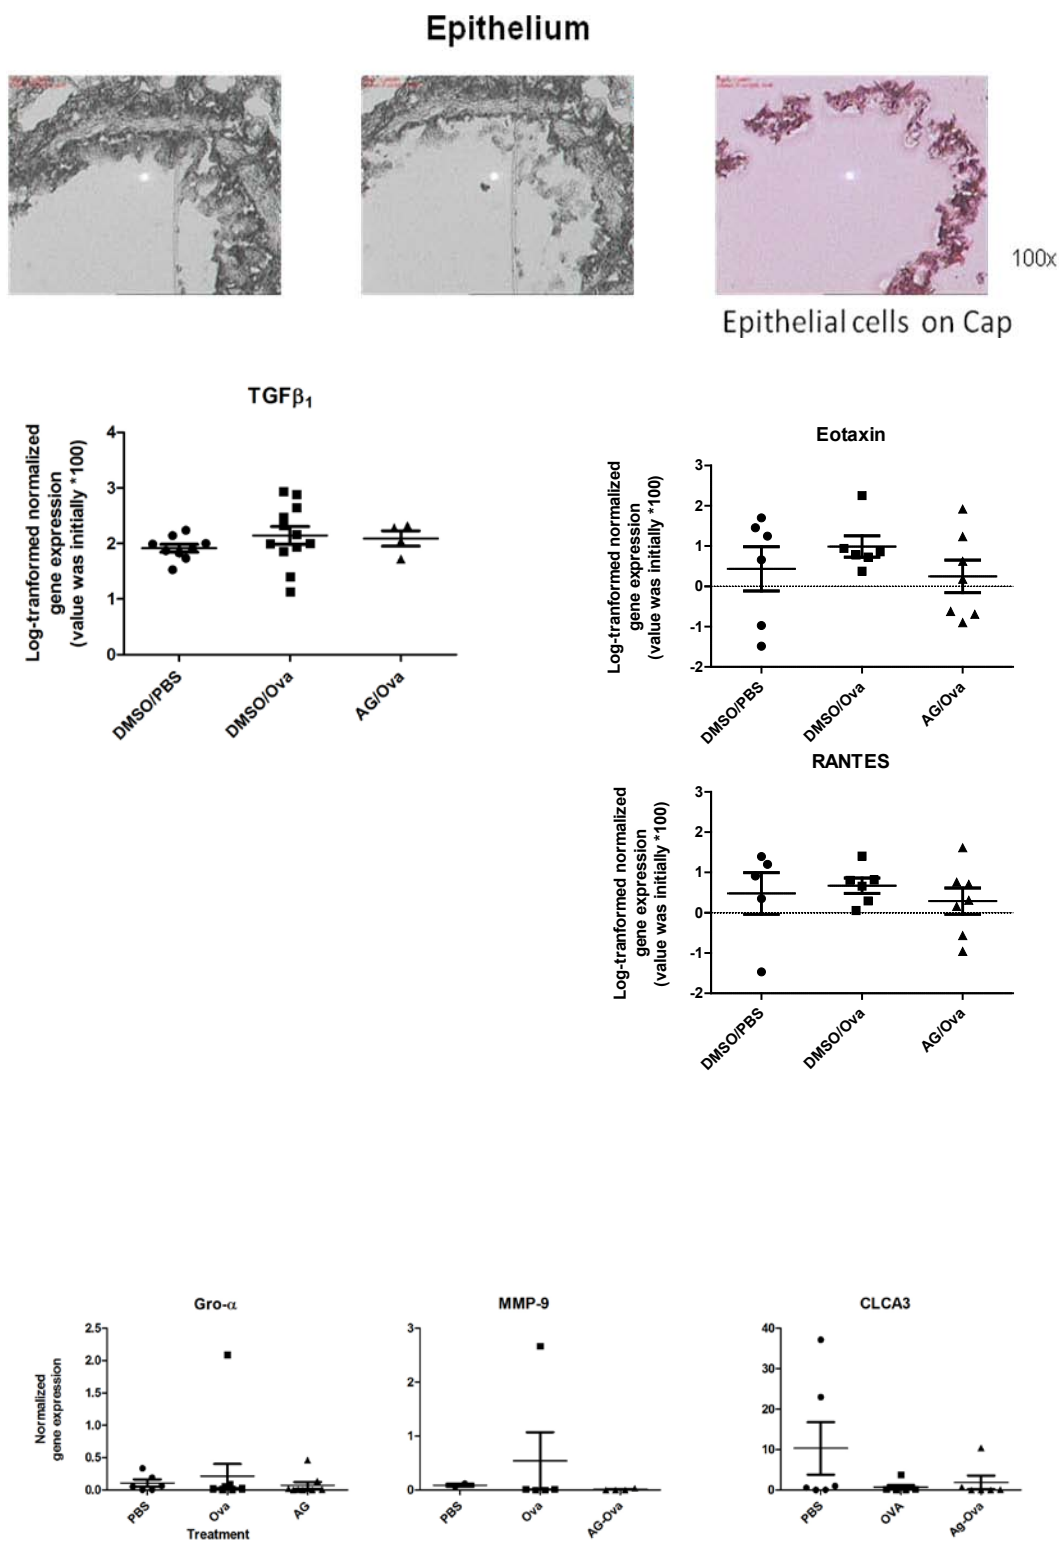 Epithelium
100x
Epithelial cells on Cap
TGFβ1
Log-tranformed normalized
gene expression
(value was initially *100)
4
3
2
1
0
DMSO/PBS
DMSO/Ova
AG/Ova
Eotaxin
Log-tranformed normalized
gene expression
(value was initially *100)
3
2
1
0
-1
-2
DMSO/PBS
DMSO/Ova
AG/Ova
RANTES
Log-tranformed normalized
gene expression
(value was initially *100)
3
2
1
0
-1
-2
DMSO/PBS
DMSO/Ova
AG/Ova
Gro-α
Normalized
gene expression
2.5
2.0
1.5
1.0
0.5
0.0
PBS
Ova
AG
Treatment
MMP-9
3
2
1
0
PBS
Ova
AG-Ova
CLCA3
40
30
20
10
0
PBS
OVA
Ag-Ova